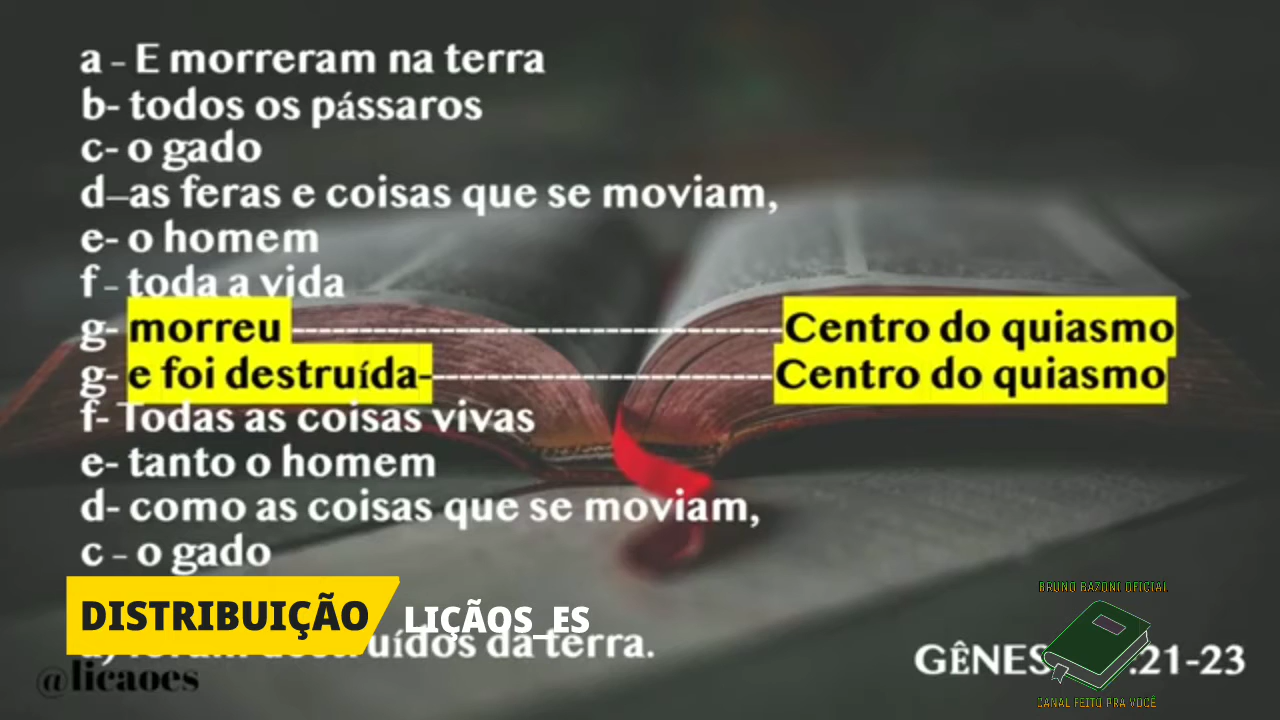 a - E morreram na terra
b- todos os pássaros
c- o gado
d–as feras e coisas que se moviam,
e- o homem
f - toda a vida
g- morreu ----------------------------------Centro do quiasmo
g- e foi destruída-------------------------Centro do quiasmo
f- Todas as coisas vivas
e- tanto o homem
d- como as coisas que se moviam,
c - o gado
DISTRIBUIÇÃO LIÇÃOS_ES
da terra.
GÊNES :21-23
@licaoes
BRUNO RAZONI OFICIAL
CANAL FEITO PRA VOCÊ